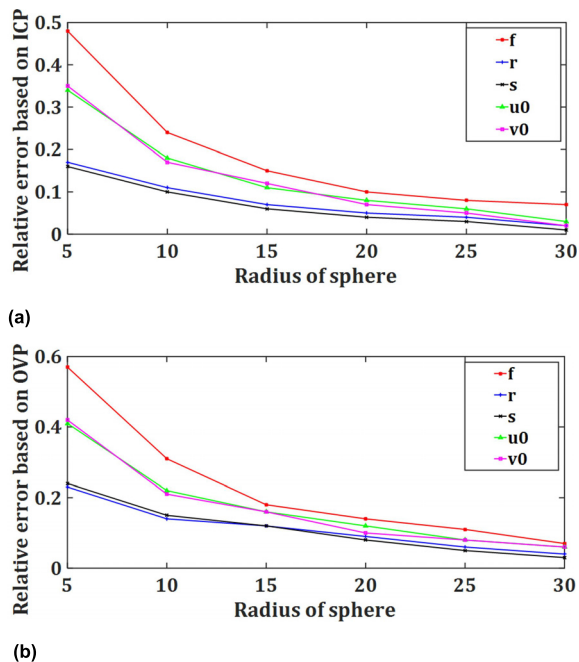 Relative error based on ICP
0.5
0.4
0.3
0.2
0.1
0
f
r
s
u0
v0
5 10 15 20 25 30
Radius of sphere
(a)
Relative error based on OVP
0.6
0.4
0.2
0
f
r
s
u0
v0
5 10 15 20 25 30
Radius of sphere
(b)